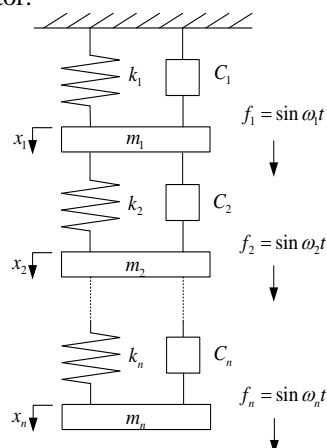 tor.
k₁ C₁
f₁ = sin ω₁t
x₁
m₁
k₂ C₂
f₂ = sin ω₂t
x₂
m₂
kₙ Cₙ
fₙ = sin ωₙt
xₙ
mₙ